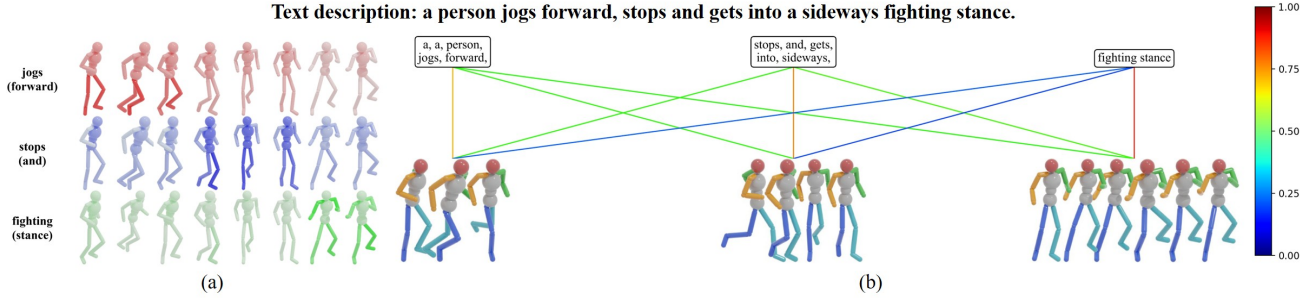 Text description: a person jogs forward, stops and gets into a sideways fighting stance.
jogs
(forward)
stops
(and)
fighting
(stance)
(a)
a, a, person,
jogs, forward,
stops, and, gets,
into, sideways,
fighting stance
(b)
1.00
0.75
0.50
0.25
0.00